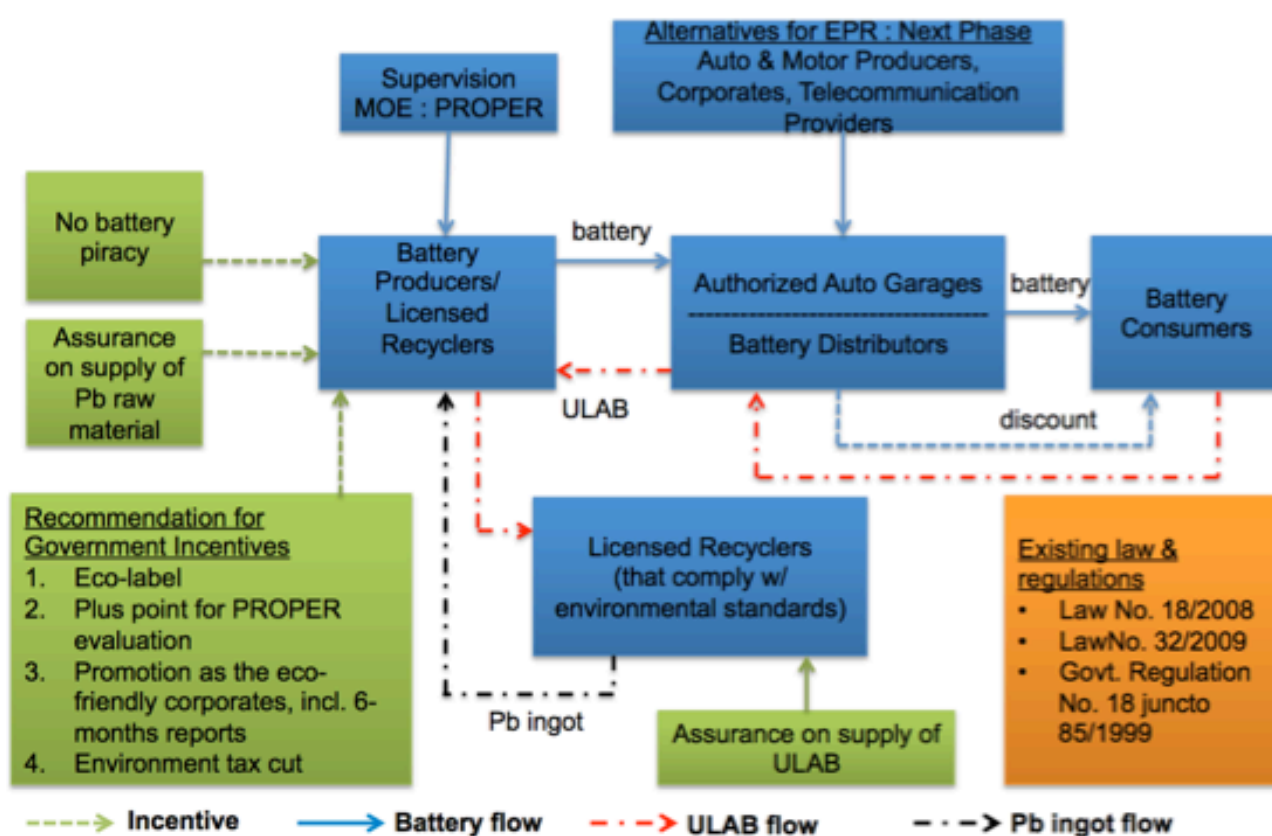 Alternatives for EPR : Next Phase
Auto & Motor Producers,
Corporates, Telecommunication
Providers
Supervision
MOE : PROPER
No battery
piracy
Battery
Producers/
Licensed
Recyclers
battery
Authorized Auto Garages
Battery Distributors
battery
Battery
Consumers
Assurance
on supply of
Pb raw
material
ULAB
discount
Recommendation for
Government Incentives
1. Eco-label
2. Plus point for PROPER
evaluation
3. Promotion as the eco-
friendly corporates, incl. 6-
months reports
4. Environment tax cut
Licensed Recyclers
(that comply w/
environmental standards)
Pb ingot
Assurance on supply of
ULAB
Existing law &
regulations
• Law No. 18/2008
• LawNo. 32/2009
• Govt. Regulation
No. 18 juncto
85/1999
Incentive
Battery flow
ULAB flow
Pb ingot flow